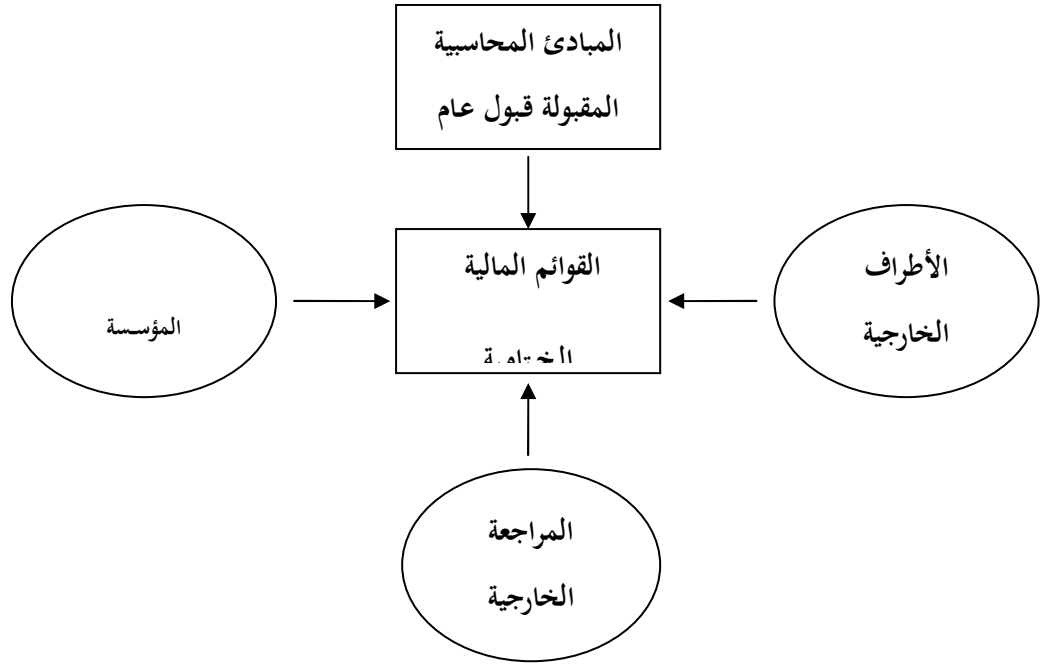 المبادئ المحاسبية
المقبولة قبول عام
القوائم المالية
الأطراف
الخارجية
المؤسسة
المراجعة
الخارجية